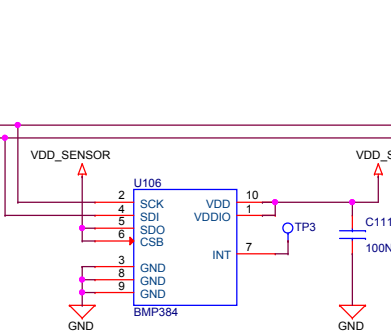 VDD_SENSOR
VDD_S
U106
2 SCK VDD 10
4 SDI VDDIO 1
5 SDO
6 CSB
TP3
C111
100N
INT 7
3 GND
8 GND
9 GND
BMP384
GND
GND